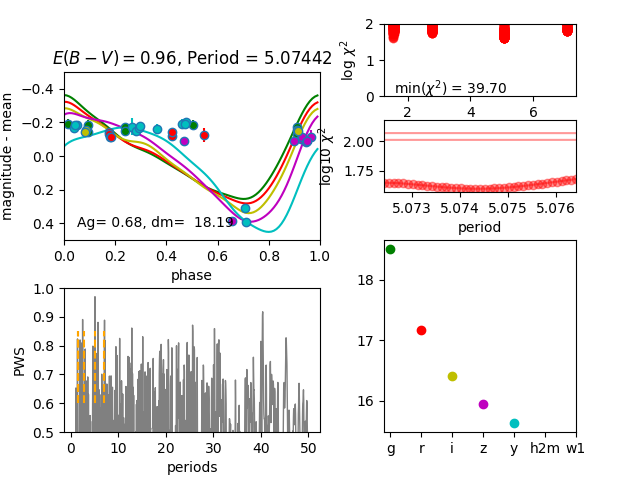 E(B − V) = 0.96, Period = 5.07442
magnitude - mean
−0.4
−0.2
0.0
0.2
0.4
Ag= 0.68, dm= 18.19
0.0 0.2 0.4 0.6 0.8 1.0
phase
log χ²
2
1
0
min(χ²) = 39.70
2 4 6
log10 χ²
2.00
1.75
5.073 5.074 5.075 5.076
period
PWS
1.0
0.9
0.8
0.7
0.6
0.5
0 10 20 30 40 50
periods
18
17
16
g r i z y h2m w1